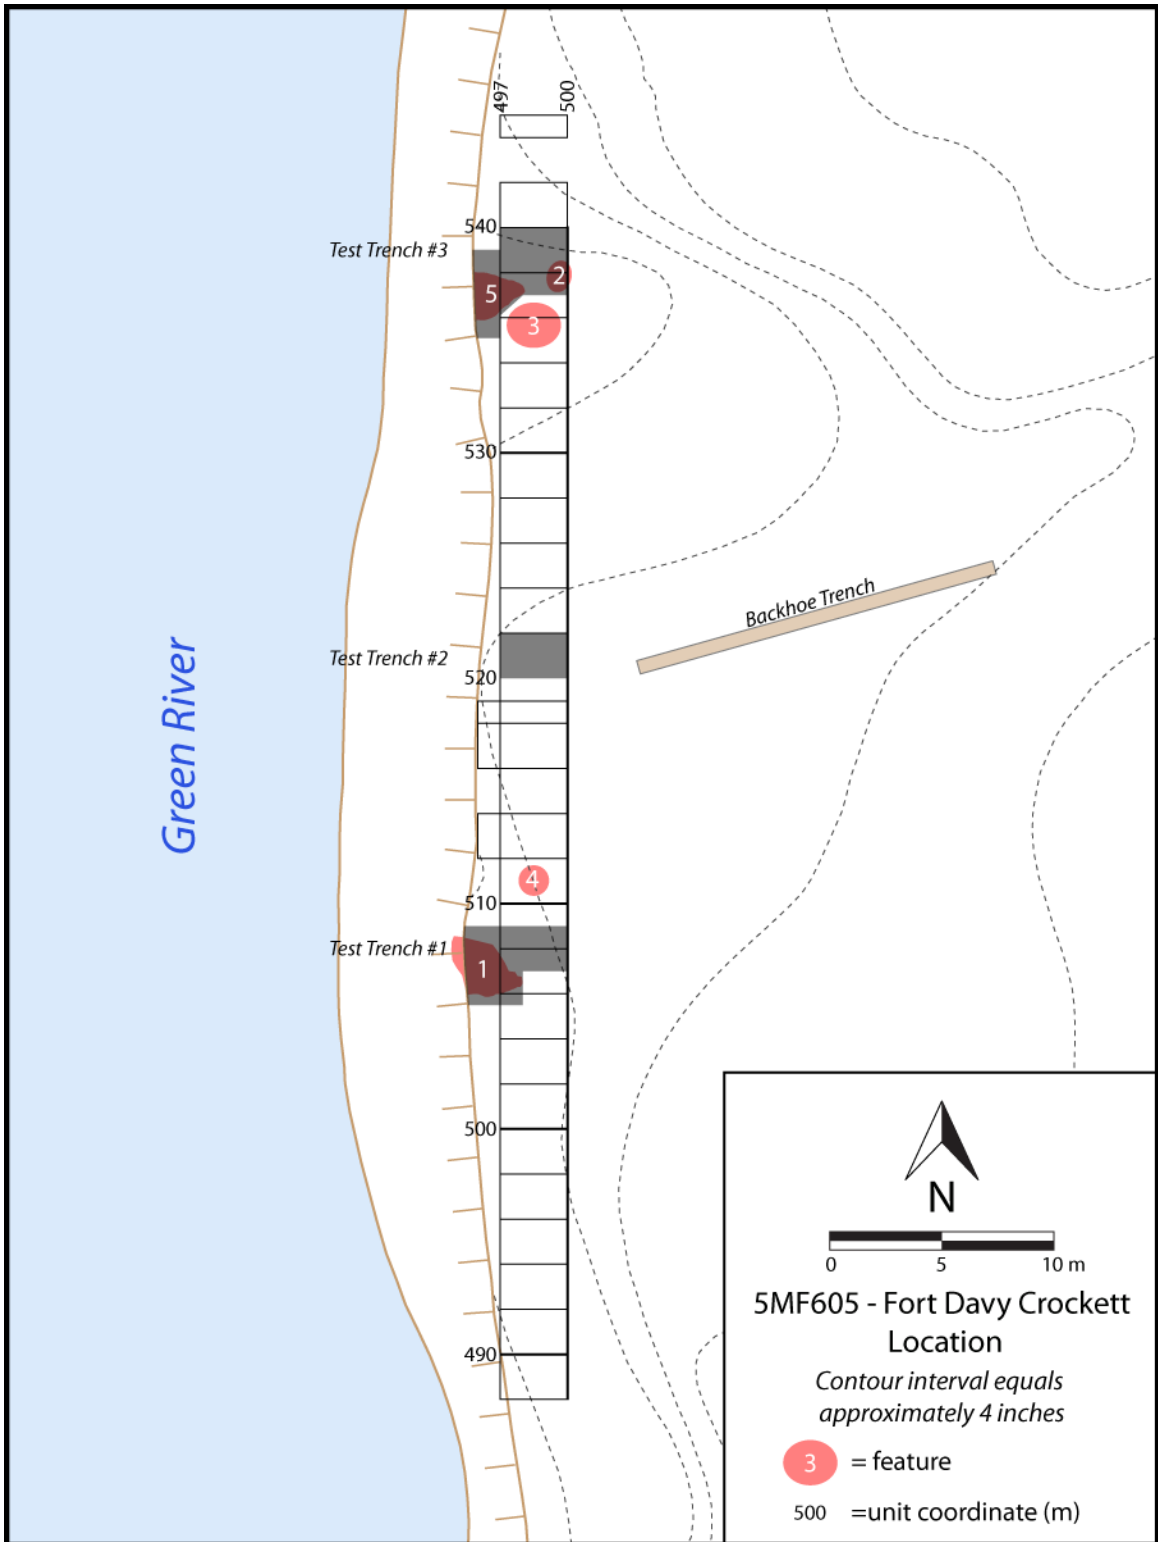 497
500
540
Test Trench #3
2
5
3
530
Backhoe Trench
Test Trench #2
520
Green River
4
510
Test Trench #1
1
500
490
N
0 5 10 m
5MF605 - Fort Davy Crockett
Location
Contour interval equals
approximately 4 inches
3 = feature
500 =unit coordinate (m)